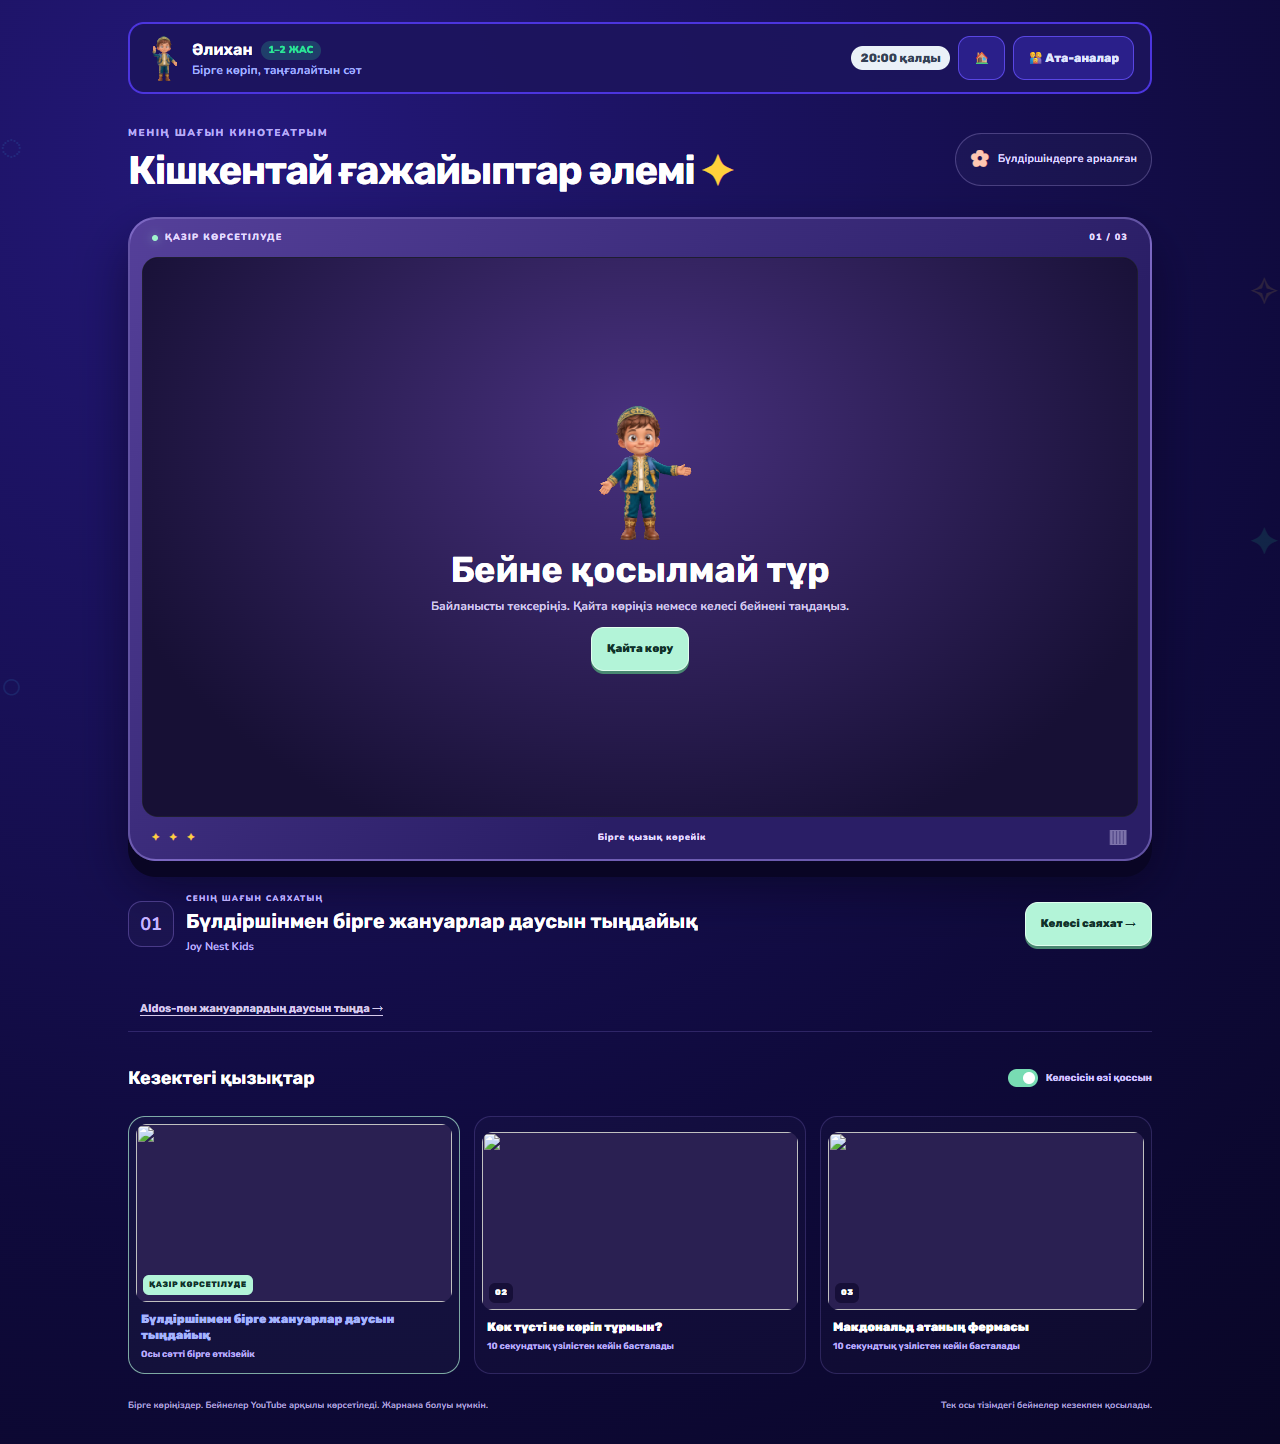 Әлихан 1–2 ЖАС
Бірге көріп, таңғалайтын сәт
20:00 қалды
Ата-аналар
МЕНІҢ ШАҒЫН КИНОТЕАТРЫМ
Кішкентай ғажайыптар әлемі
Бүлдіршіндерге арналған
ҚАЗІР КӨРСЕТІЛУДЕ
01 / 03
Бейне қосылмай тұр
Байланысты тексеріңіз. Қайта көріңіз немесе келесі бейнені таңдаңыз.
Қайта көру
Бірге қызық көрейік
01
СЕНІҢ ШАҒЫН САЯХАТЫҢ
Бүлдіршінмен бірге жануарлар даусын тыңдайық
Joy Nest Kids
Келесі саяхат →
Aldos-пен жануарлардың даусын тыңда →
Кезектегі қызықтар
Келесісін өзі қоссын
ҚАЗІР КӨРСЕТІЛУДЕ
Бүлдіршінмен бірге жануарлар даусын
тыңдайық
Осы сәтті бірге өткізейік
02
Көк түсті не көріп тұрмын?
10 секундтық үзілістен кейін басталады
03
Макдональд атаның фермасы
10 секундтық үзілістен кейін басталады
Бірге көріңіздер. Бейнелер YouTube арқылы көрсетіледі. Жарнама болуы мүмкін.
Тек осы тізімдегі бейнелер кезекпен қосылады.